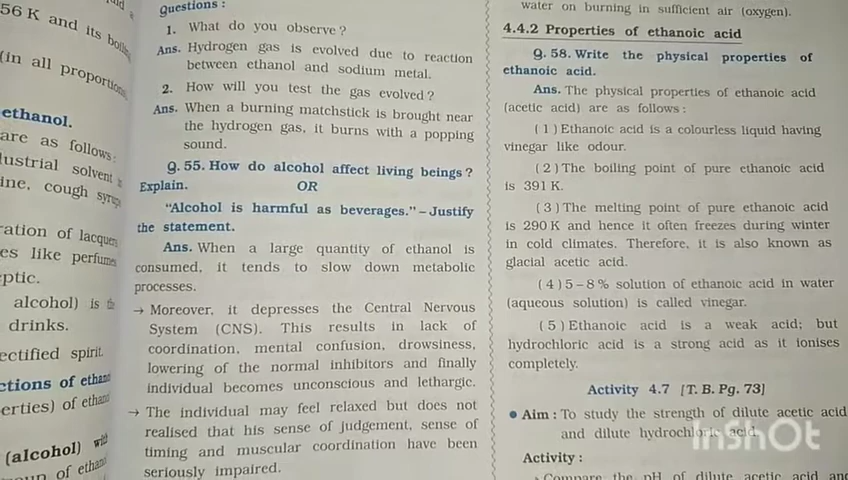 56 K and its
(in all
ethanol.
are as follows:
solvent
ine, cough
ration of
es like
ptic.
alcohol) is
drinks.
ectified spirit.
ctions of
erties) of
(alcohol)
of
Questions :
1. What do you observe ?
Ans. Hydrogen gas is evolved due to reaction
between ethanol and sodium metal.
2. How will you test the gas evolved ?
Ans. When a burning matchstick is brought near
the hydrogen gas, it burns with a popping
sound.
Q. 55. How do alcohol affect living beings ?
Explain. OR
“Alcohol is harmful as beverages.” – Justify
the statement.
Ans. When a large quantity of ethanol is
consumed, it tends to slow down metabolic
processes.
→ Moreover, it depresses the Central Nervous
System (CNS). This results in lack of
coordination, mental confusion, drowsiness,
lowering of the normal inhibitors and finally
individual becomes unconscious and lethargic.
→ The individual may feel relaxed but does not
realised that his sense of judgement, sense of
timing and muscular coordination have been
seriously impaired.
water on burning in sufficient air (oxygen).
4.4.2 Properties of ethanoic acid
Q. 58. Write the physical properties of
ethanoic acid.
Ans. The physical properties of ethanoic acid
(acetic acid) are as follows :
( 1 ) Ethanoic acid is a colourless liquid having
vinegar like odour.
( 2 ) The boiling point of pure ethanoic acid
is 391 K.
( 3 ) The melting point of pure ethanoic acid
is 290 K and hence it often freezes during winter
in cold climates. Therefore, it is also known as
glacial acetic acid.
( 4 ) 5 – 8 % solution of ethanoic acid in water
(aqueous solution) is called vinegar.
( 5 ) Ethanoic acid is a weak acid; but
hydrochloric acid is a strong acid as it ionises
completely.
Activity 4.7 [T. B. Pg. 73]
• Aim : To study the strength of dilute acetic acid
and dilute hydrochloric acid.
Activity :
Compare the pH of dilute acetic acid and
InShOt